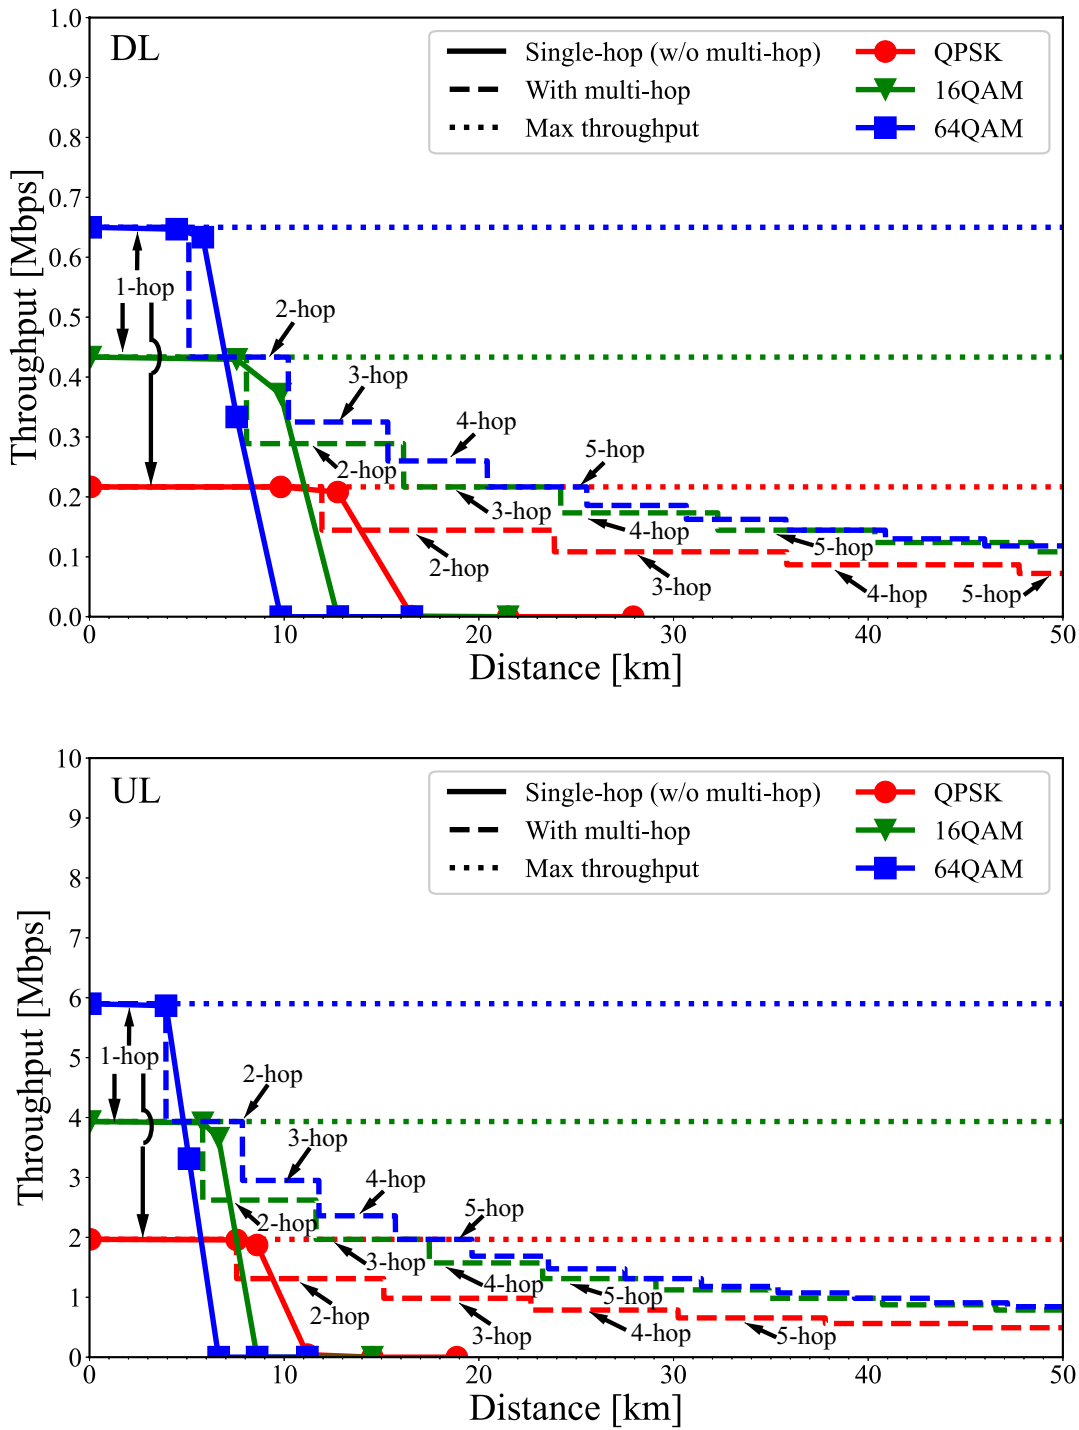 DL
Single-hop (w/o multi-hop)
With multi-hop
Max throughput
QPSK
16QAM
64QAM
1.0
0.9
0.8
0.7
0.6
0.5
0.4
0.3
0.2
0.1
0.0
Throughput [Mbps]
1-hop
2-hop
3-hop
4-hop
5-hop
2-hop
3-hop
4-hop
5-hop
2-hop
3-hop
4-hop
5-hop
0 10 20 30 40 50
Distance [km]
UL
Single-hop (w/o multi-hop)
With multi-hop
Max throughput
QPSK
16QAM
64QAM
10
9
8
7
6
5
4
3
2
1
0
Throughput [Mbps]
1-hop
2-hop
3-hop
4-hop
5-hop
2-hop
3-hop
4-hop
5-hop
2-hop
3-hop
4-hop
5-hop
0 10 20 30 40 50
Distance [km]